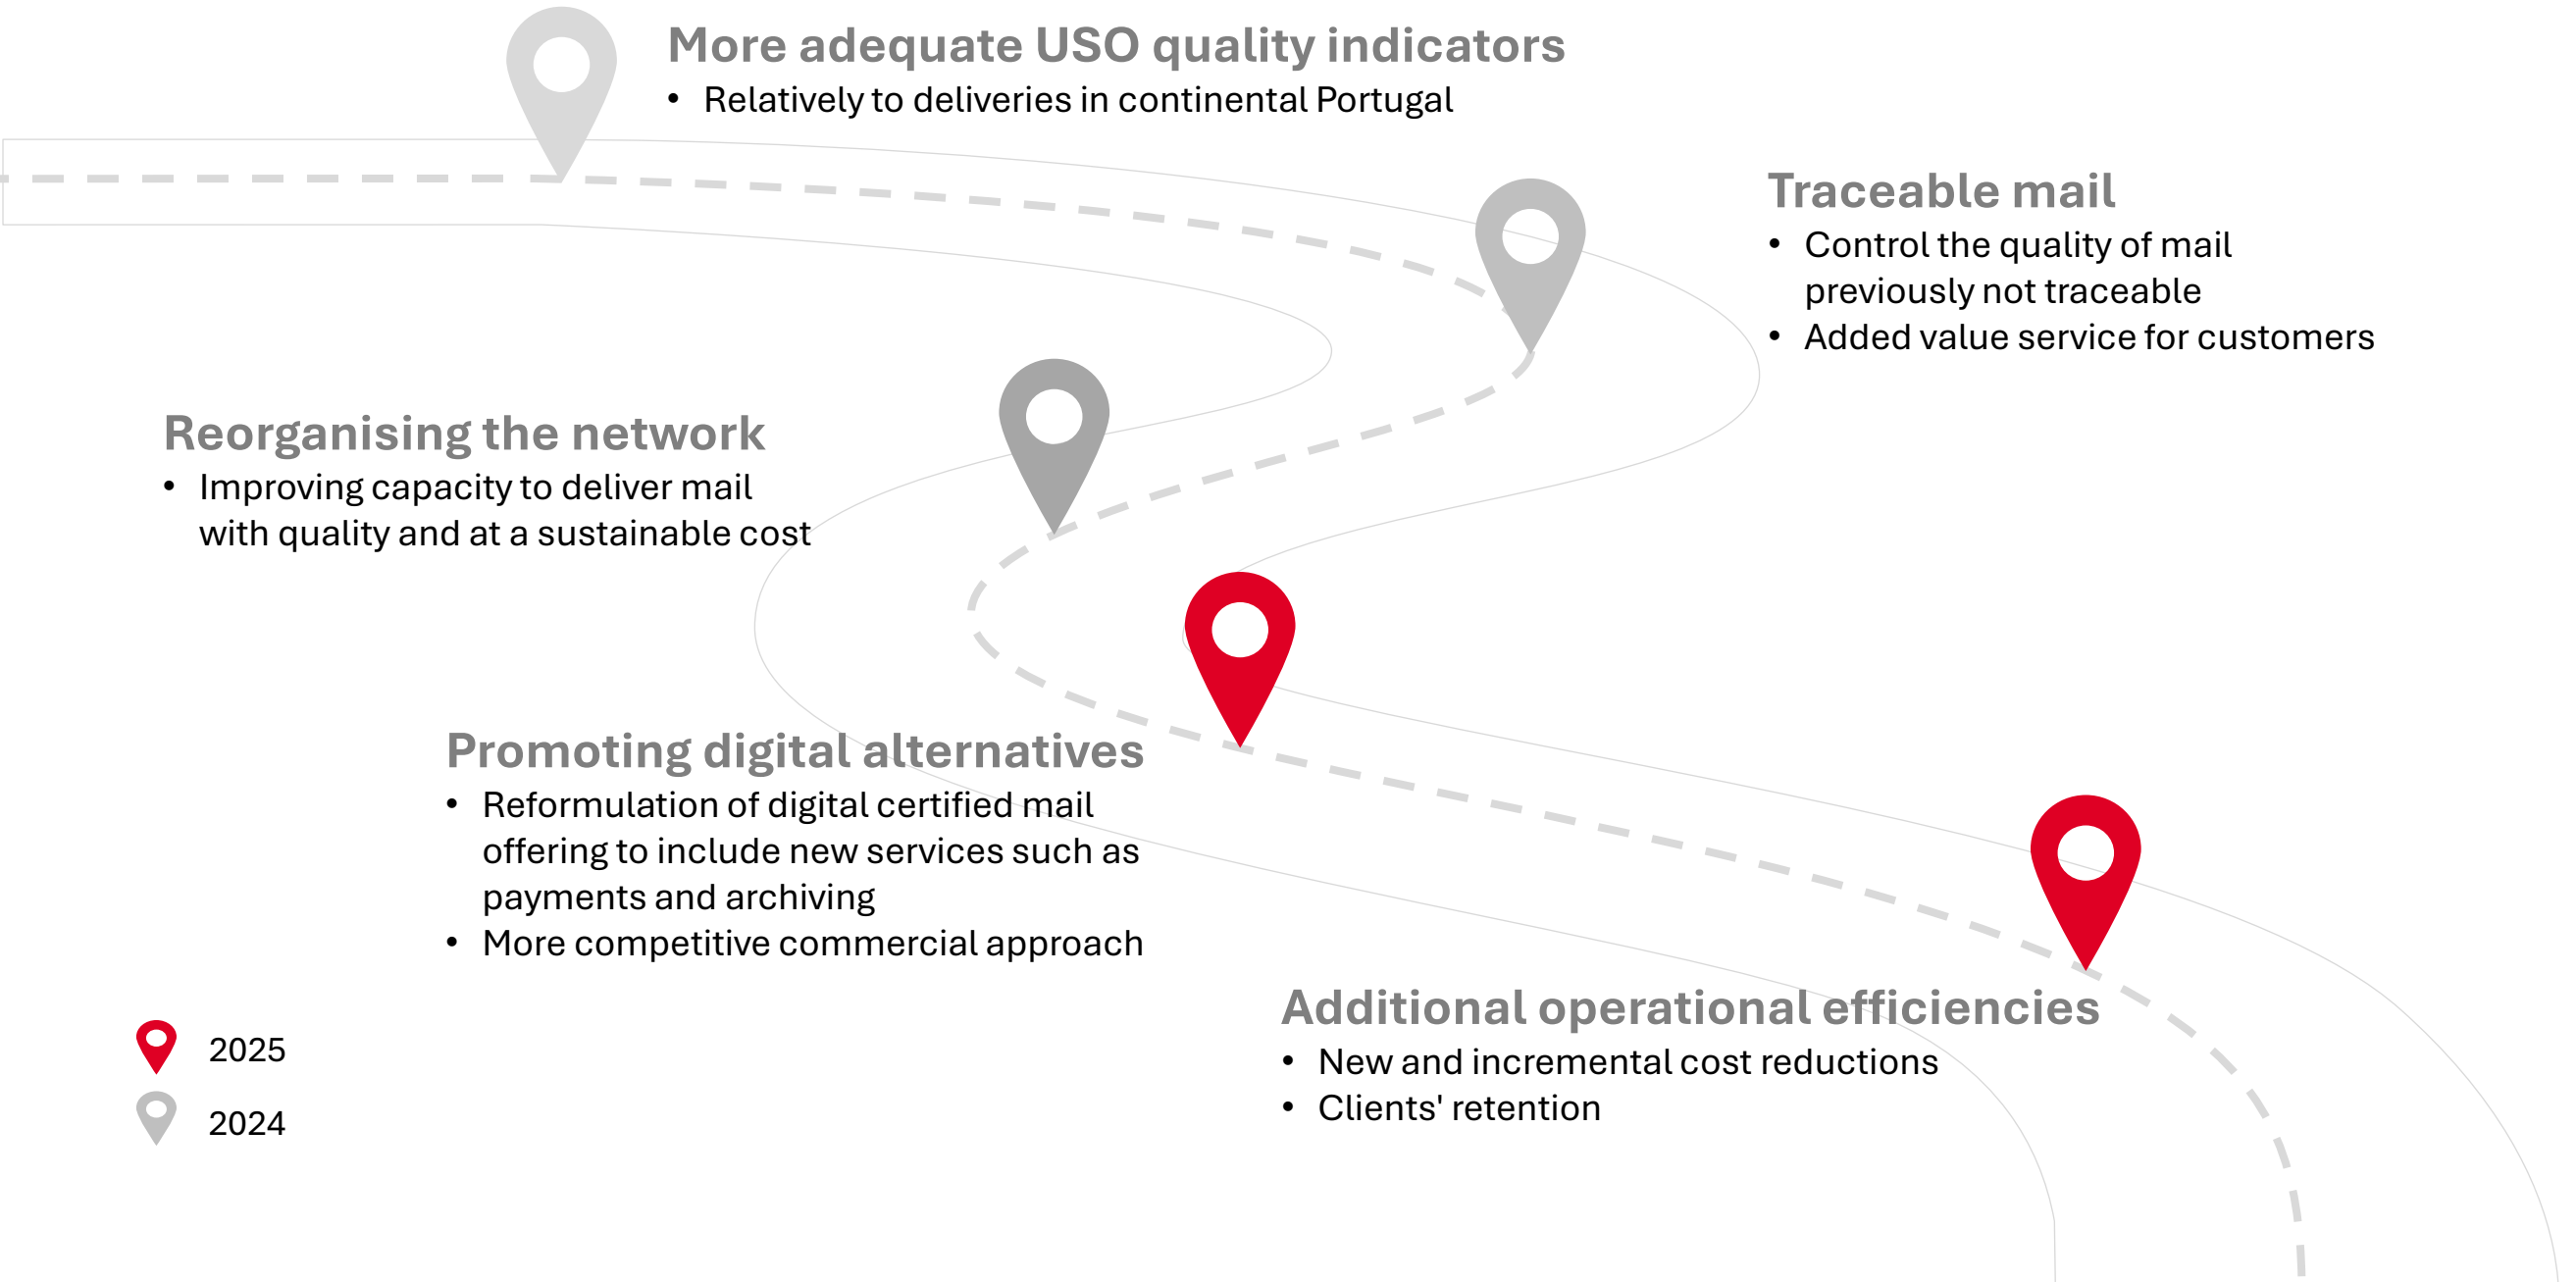 More adequate USO quality indicators
• Relatively to deliveries in continental Portugal
Traceable mail
• Control the quality of mail
previously not traceable
• Added value service for customers
Reorganising the network
• Improving capacity to deliver mail
with quality and at a sustainable cost
Promoting digital alternatives
• Reformulation of digital certified mail
offering to include new services such as
payments and archiving
• More competitive commercial approach
Additional operational efficiencies
• New and incremental cost reductions
• Clients' retention
2025
2024